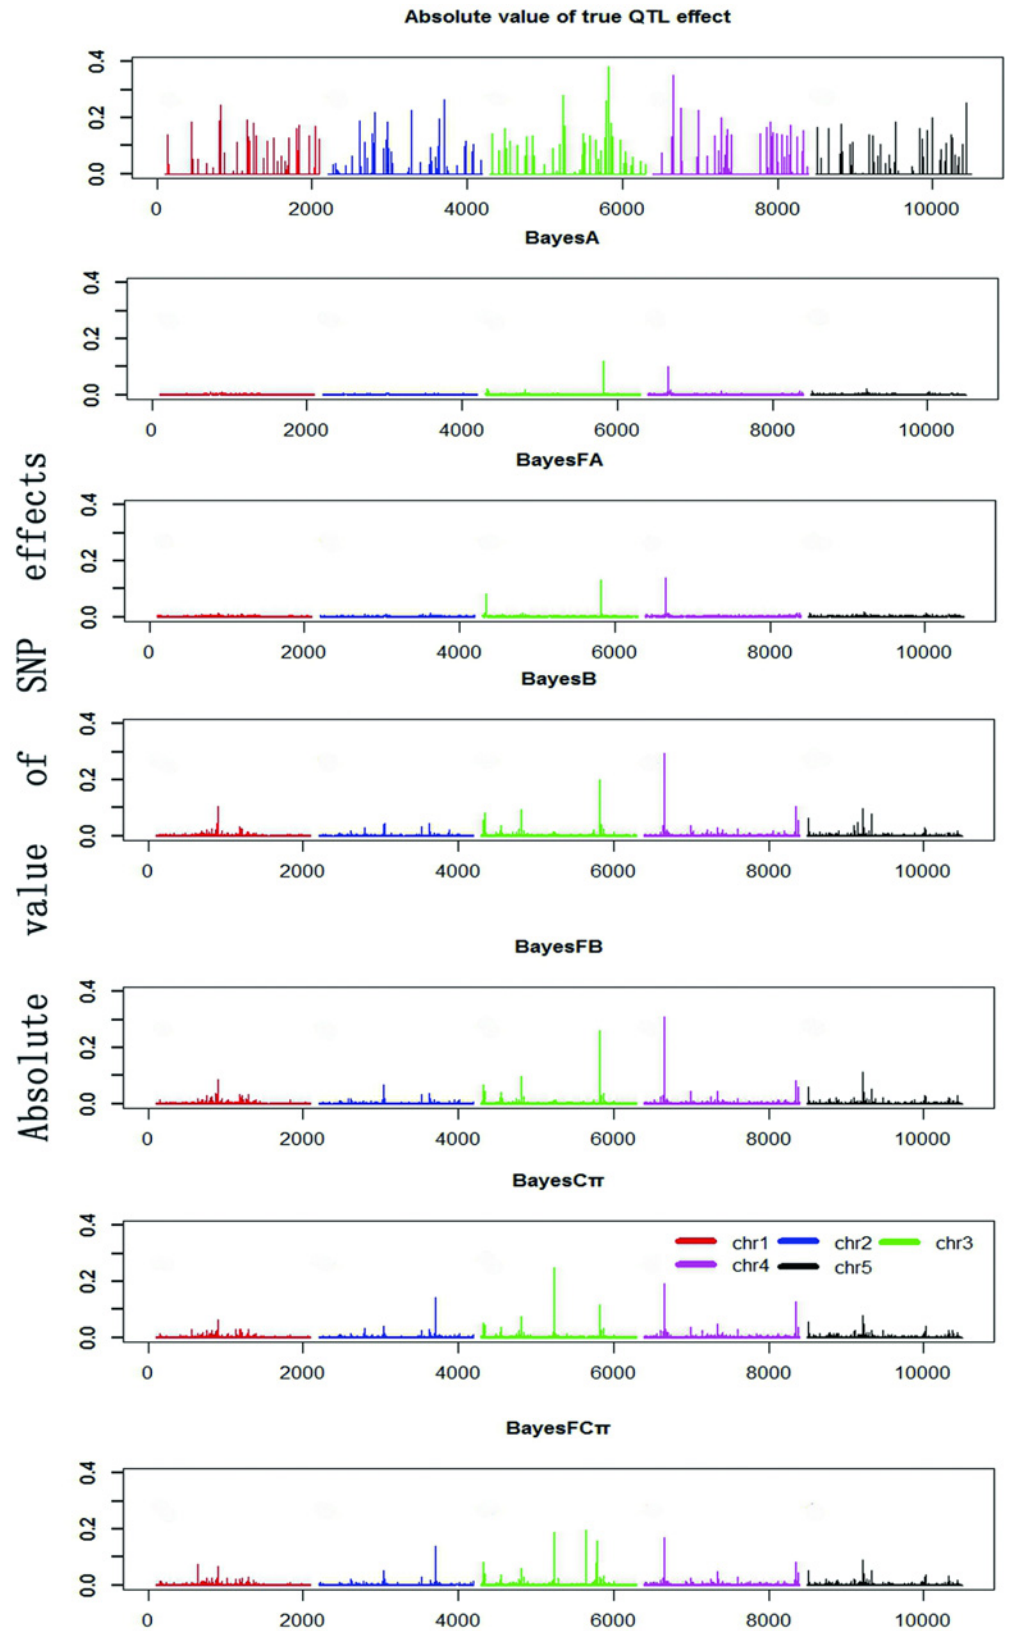 Absolute value of true QTL effect
0.0 0.2 0.4
0 2000 4000 6000 8000 10000
BayesA
0.0 0.2 0.4
0 2000 4000 6000 8000 10000
BayesFA
0.0 0.2 0.4
0 2000 4000 6000 8000 10000
BayesB
0.0 0.2 0.4
0 2000 4000 6000 8000 10000
BayesFB
0.0 0.2 0.4
0 2000 4000 6000 8000 10000
BayesCπ
0.0 0.2 0.4
chr1 chr2 chr3
chr4 chr5
0 2000 4000 6000 8000 10000
BayesFCπ
0.0 0.2 0.4
0 2000 4000 6000 8000 10000
Absolute value of SNP effects